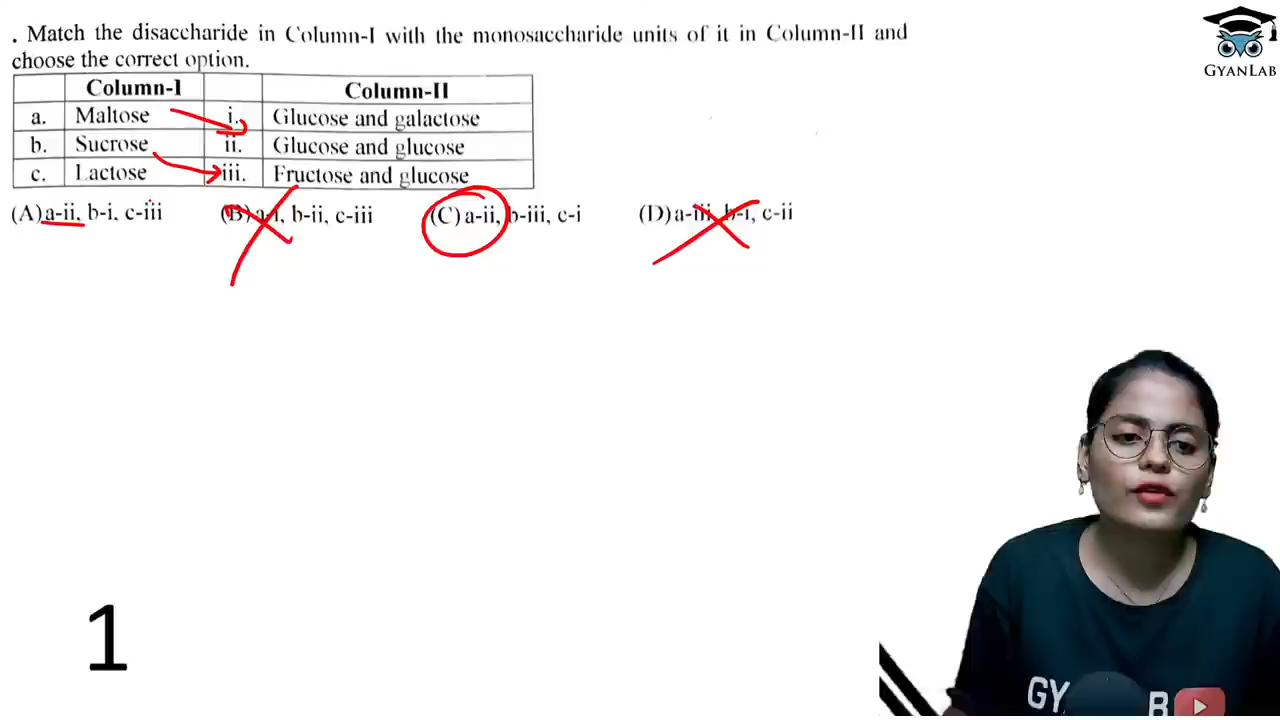 . Match the disaccharide in Column-I with the monosaccharide units of it in Column-II and
choose the correct option.
Column-I Column-II
a. Maltose i. Glucose and galactose
b. Sucrose ii. Glucose and glucose
c. Lactose iii. Fructose and glucose
(A) a-ii, b-i, c-iii (B) a-i, b-ii, c-iii (C) a-ii, b-iii, c-i (D) a-iii, b-i, c-ii
GYANLAB
1
GY B